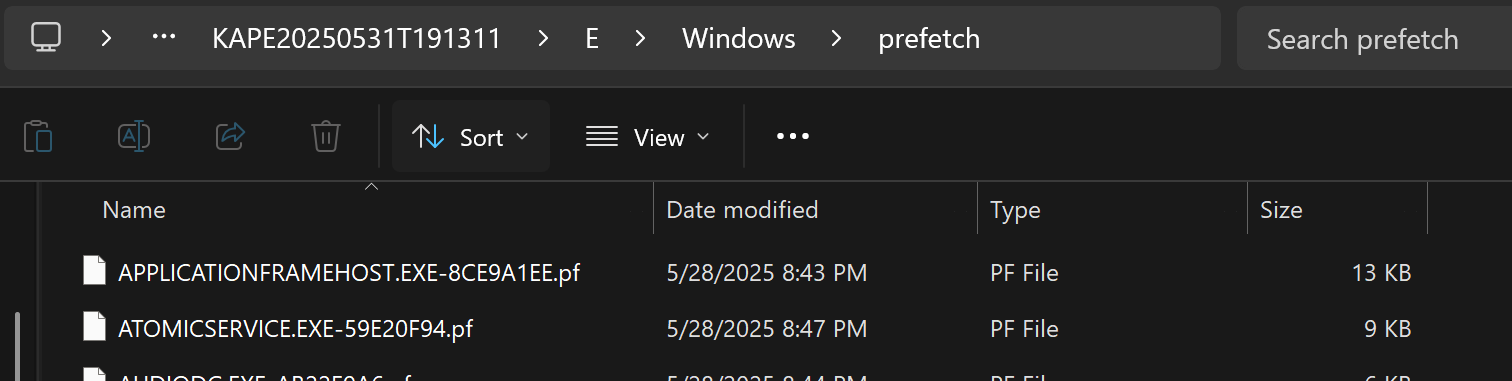 KAPE20250531T191311 > E > Windows > prefetch
Search prefetch
Sort View
Name Date modified Type Size
APPLICATIONFRAMEHOST.EXE-8CE9A1EE.pf 5/28/2025 8:43 PM PF File 13 KB
ATOMICSERVICE.EXE-59E20F94.pf 5/28/2025 8:47 PM PF File 9 KB
5/28/2025 8:44 PM PF File 6 KB